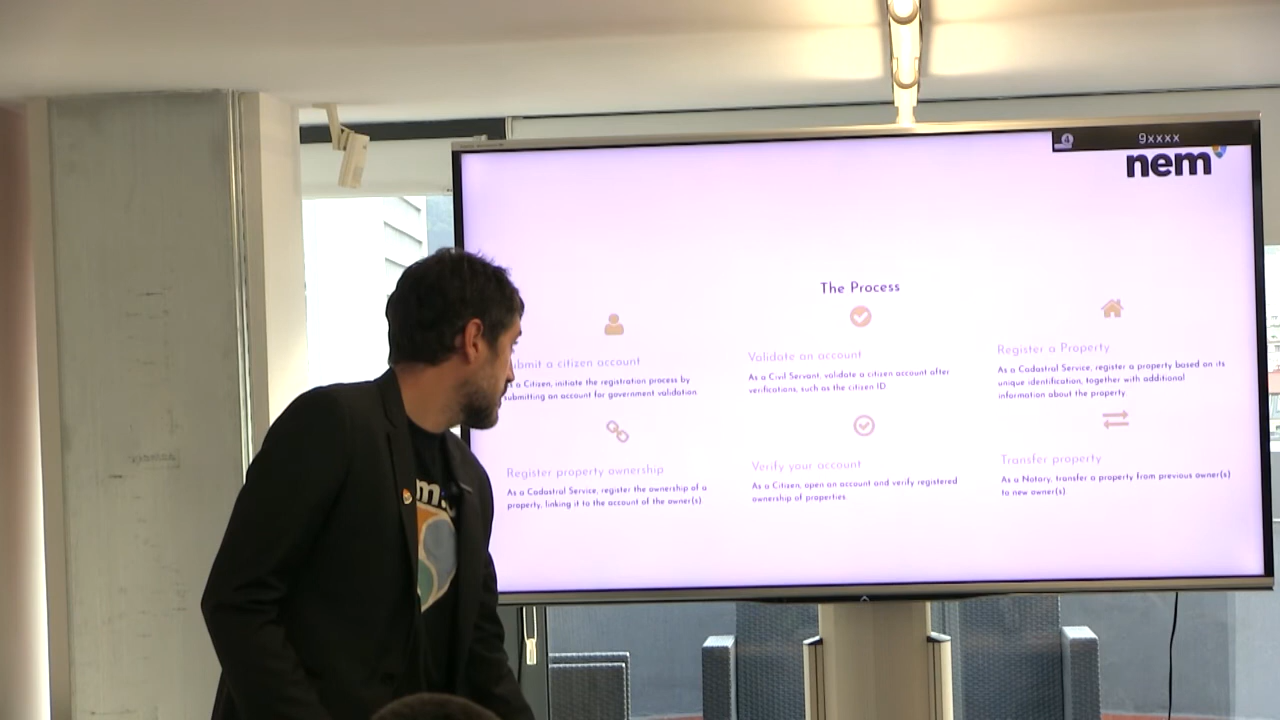 9xxxx
nem
The Process
ubmit a citizen account
a Citizen, initiate the registration process by
submitting an account for government validation
Validate an account
As a Civil Servant, validate a citizen account after
verifications, such as the citizen ID
Register a Property
As a Cadastral Service, register a property based on its
unique identification, together with additional
information about the property
Register property ownership
As a Cadastral Service, register the ownership of a
property, linking it to the account of the owner(s)
Verify your account
As a Citizen, open an account and verify registered
ownership of properties
Transfer property
As a Notary, transfer a property from previous owner(s)
to new owner(s)